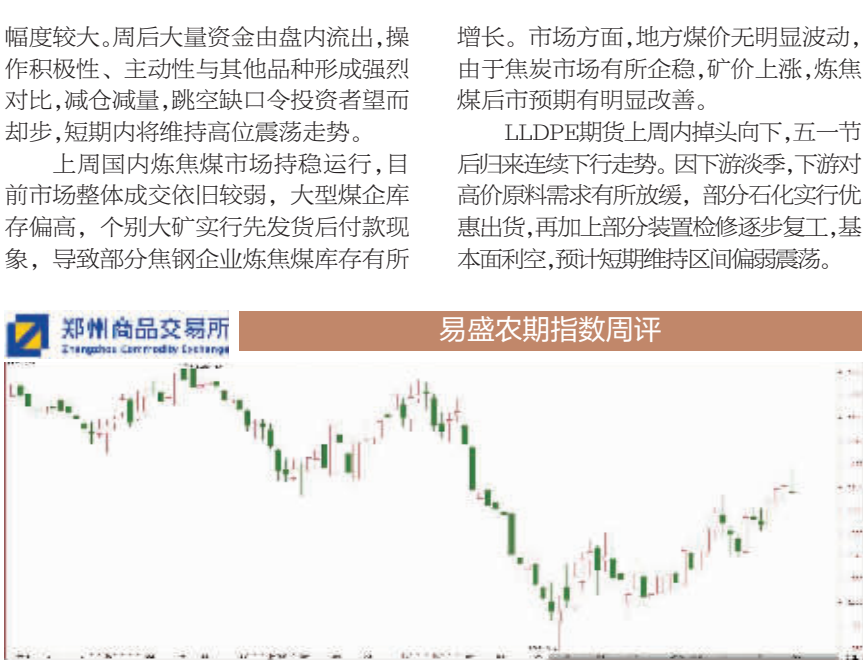 幅度较大。周后大量资金由盘内流出,操
作积极性、主动性与其他品种形成强烈
对比,减仓减量,跳空缺口令投资者望而
却步,短期内将维持高位震荡走势。
上周国内炼焦煤市场持稳运行,目
前市场整体成交依旧较弱，大型煤企库
存偏高，个别大矿实行先发货后付款现
象，导致部分焦钢企业炼焦煤库存有所
增长。市场方面,地方煤价无明显波动,
由于焦炭市场有所企稳,矿价上涨,炼焦
煤后市预期有明显改善。
LLDPE期货上周内掉头向下,五一节
后归来连续下行走势。因下游淡季,下游对
高价原料需求有所放缓，部分石化实行优
惠出货,再加上部分装置检修逐步复工,基
本面利空,预计短期维持区间偏弱震荡。
郑州商品交易所
Zhengzhou Commodity Exchange
易盛农期指数周评